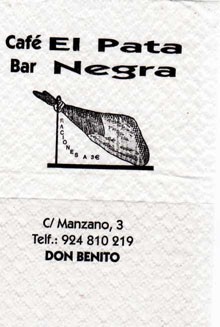 Café El Pata
Bar Negra
RACIONES A 3€
C/ Manzano, 3
Telf.: 924 810 219
DON BENITO